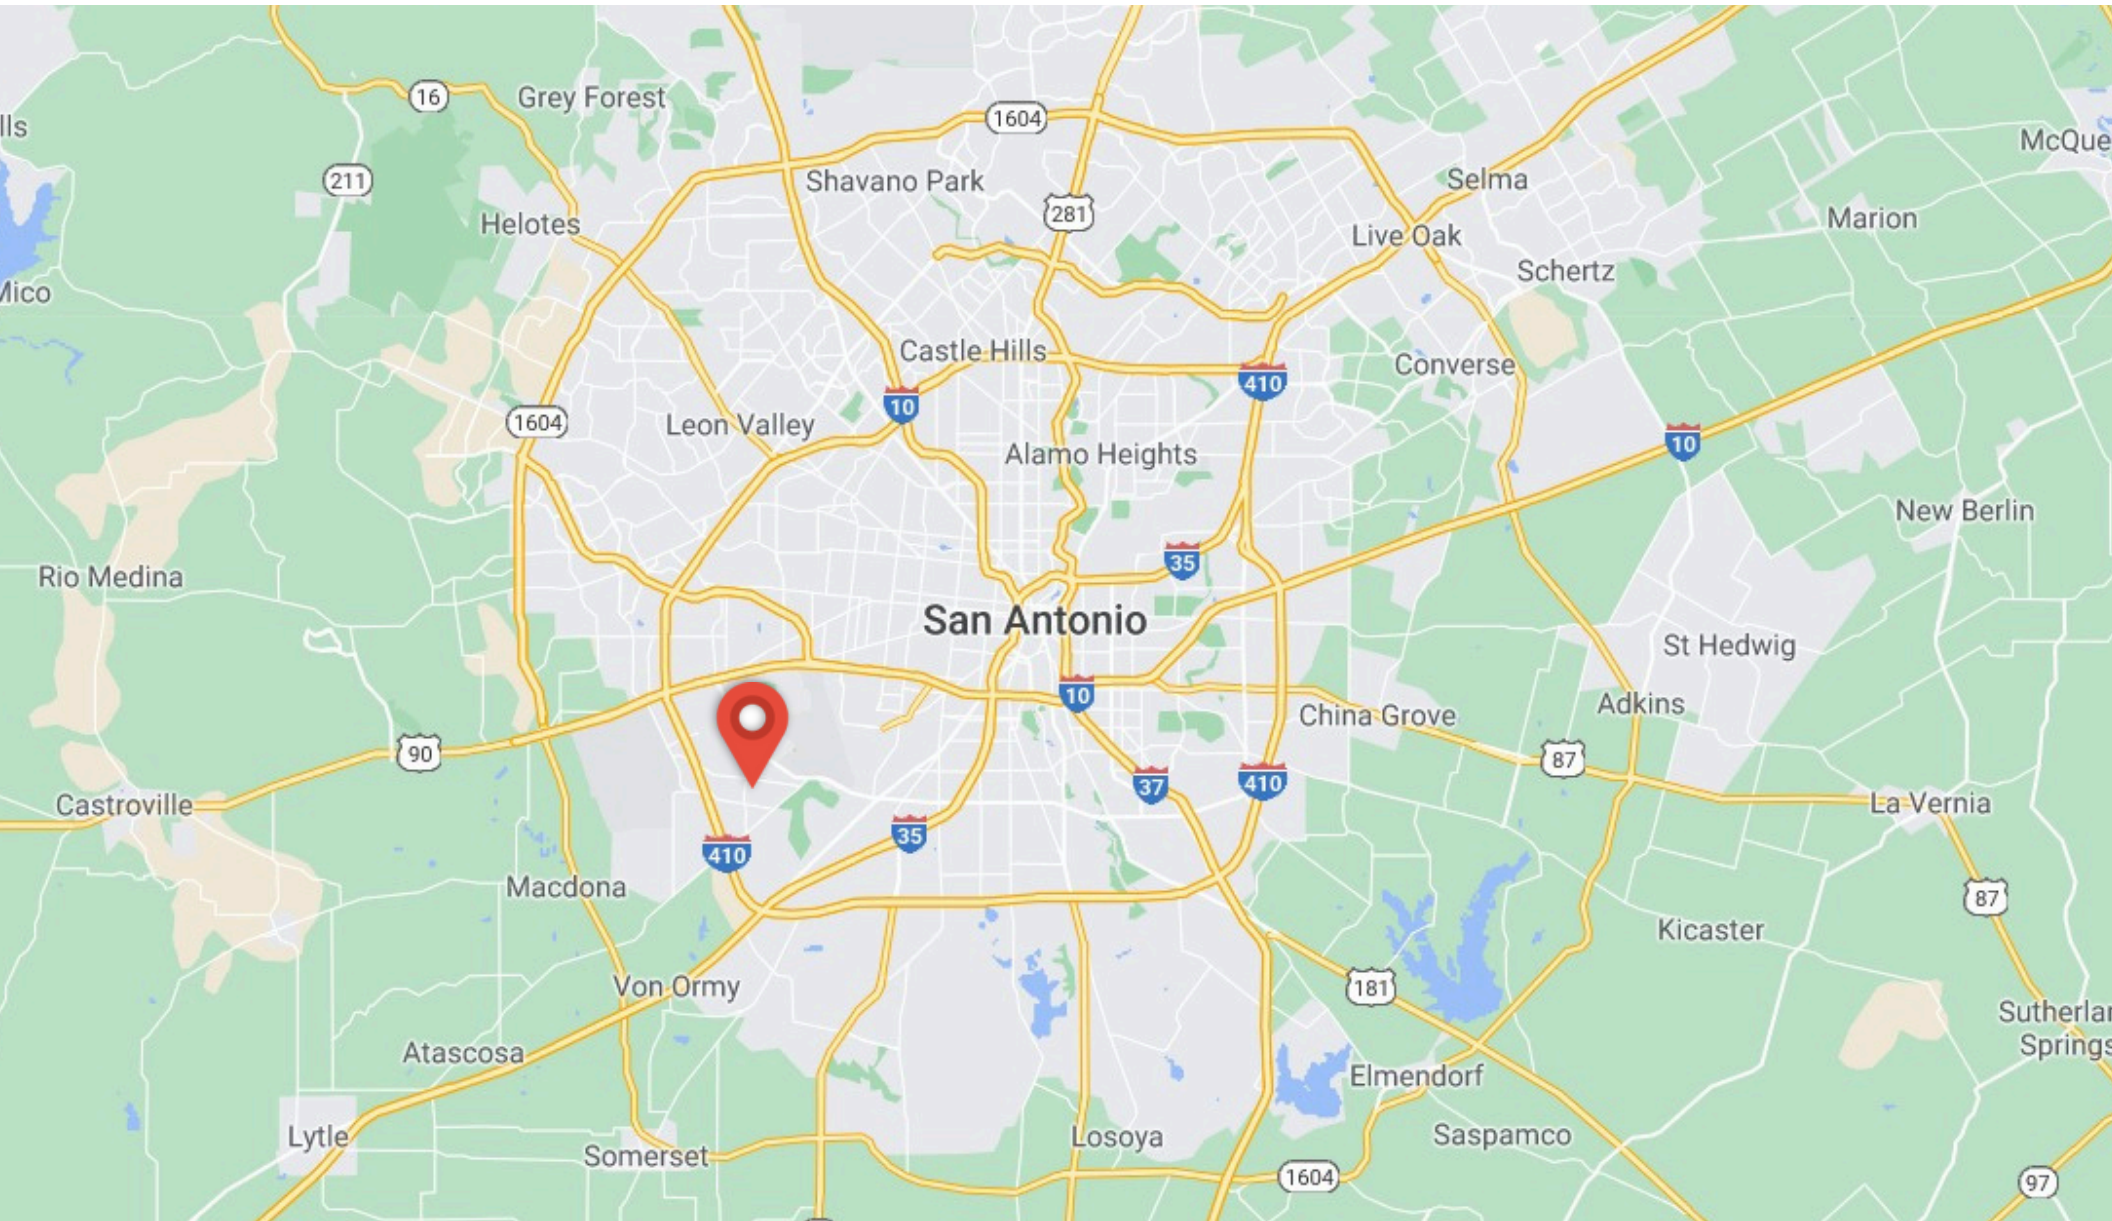 16
Grey Forest
1604
lls
McQue
211
Shavano Park
Selma
281
Helotes
Marion
Live Oak
Schertz
Mico
Castle Hills
Converse
410
10
1604
Leon Valley
10
Alamo Heights
New Berlin
35
Rio Medina
San Antonio
St Hedwig
10
Adkins
China Grove
90
87
410
37
Castroville
La Vernia
35
410
Macdona
87
Kicaster
Von Ormy
181
Sutherlan
Springs
Atascosa
Elmendorf
Lytle
Losoya
Saspamco
Somerset
1604
97